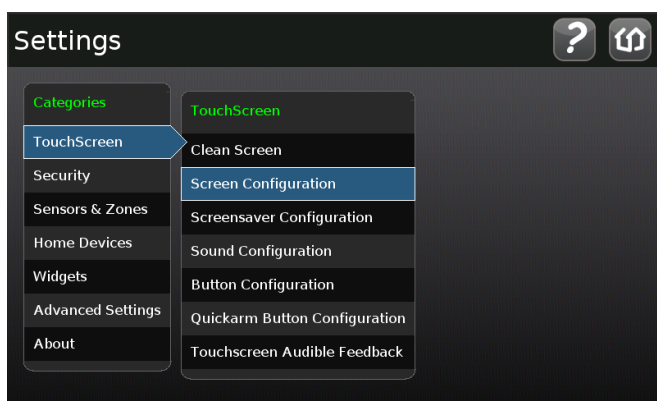 Settings
?
Categories
TouchScreen
Security
Sensors & Zones
Home Devices
Widgets
Advanced Settings
About
TouchScreen
Clean Screen
Screen Configuration
Screensaver Configuration
Sound Configuration
Button Configuration
Quickarm Button Configuration
Touchscreen Audible Feedback